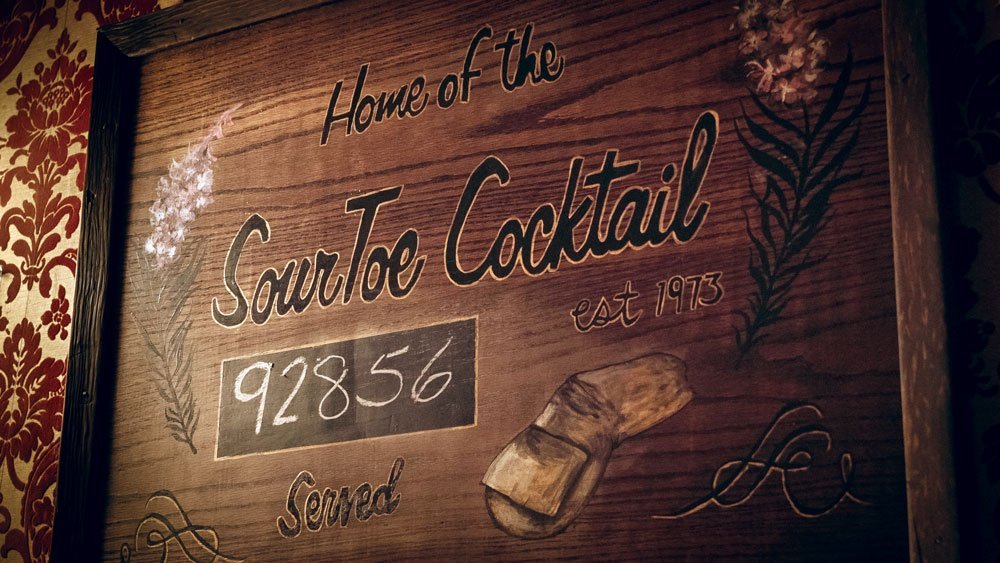 Home of the
SourToe Cocktail
est 1973
92856
Served